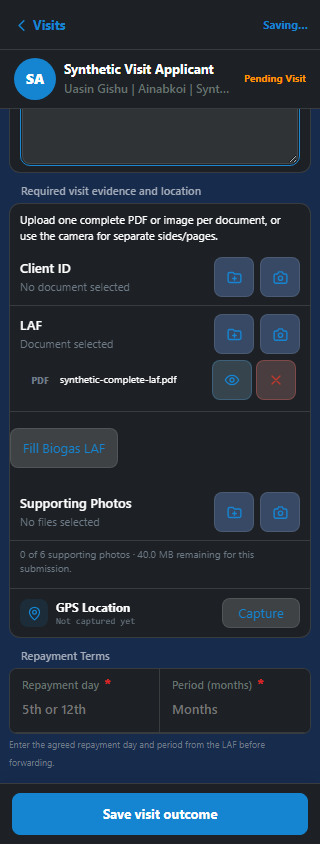 Visits
Saving...
SA
Synthetic Visit Applicant
Uasin Gishu | Ainabkoi | Synt...
Pending Visit
Required visit evidence and location
Upload one complete PDF or image per document, or
use the camera for separate sides/pages.
Client ID
No document selected
LAF
Document selected
PDF synthetic-complete-laf.pdf
Fill Biogas LAF
Supporting Photos
No files selected
0 of 6 supporting photos · 40.0 MB remaining for this
submission.
GPS Location
Not captured yet
Capture
Repayment Terms
Repayment day *
5th or 12th
Period (months) *
Months
Enter the agreed repayment day and period from the LAF before
forwarding.
Save visit outcome